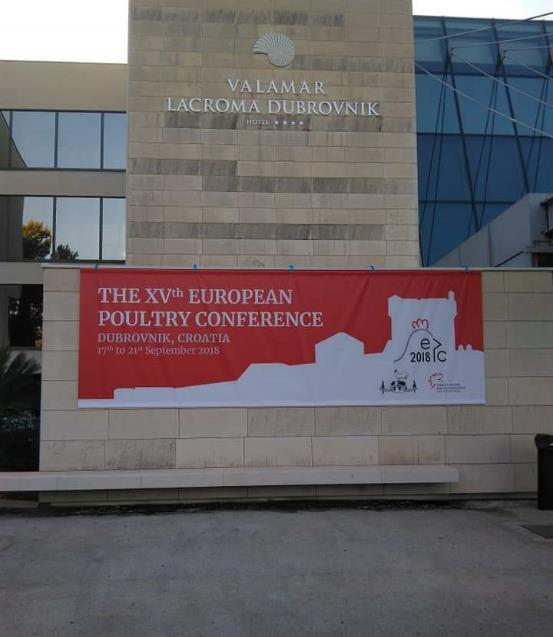 VALAMAR
LACROMA DUBROVNIK
HOTEL ★★★★
THE XVth EUROPEAN
POULTRY CONFERENCE
DUBROVNIK, CROATIA
17th to 21st September 2018
e
2018 c